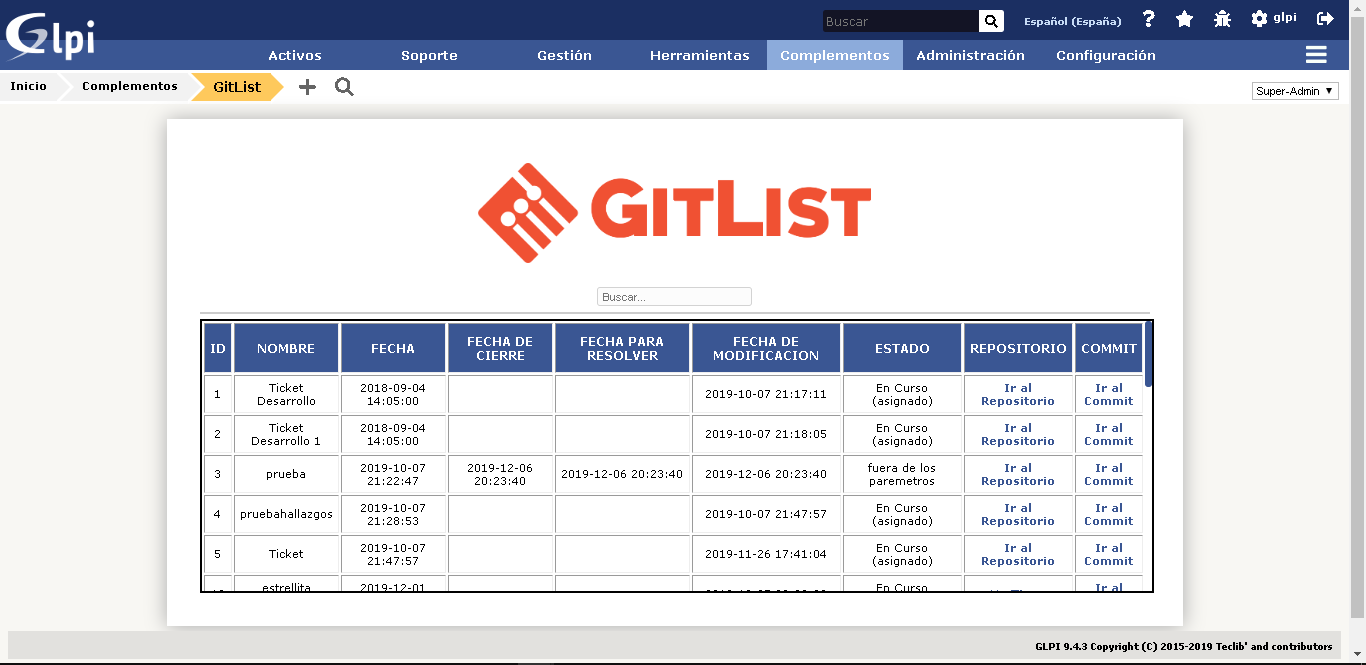 Glpi
Buscar
Español (España)
?
glpi
Activos Soporte Gestión Herramientas Complementos Administración Configuración
Inicio Complementos GitList
Super-Admin
GITLIST
Buscar...
ID NOMBRE FECHA FECHA DE CIERRE FECHA PARA RESOLVER FECHA DE MODIFICACION ESTADO REPOSITORIO COMMIT
1 Ticket Desarrollo 2018-09-04 14:05:00 2019-10-07 21:17:11 En Curso (asignado) Ir al Repositorio Ir al Commit
2 Ticket Desarrollo 1 2018-09-04 14:05:00 2019-10-07 21:18:05 En Curso (asignado) Ir al Repositorio Ir al Commit
3 prueba 2019-10-07 21:22:47 2019-12-06 20:23:40 2019-12-06 20:23:40 2019-12-06 20:23:40 fuera de los paremetros Ir al Repositorio Ir al Commit
4 pruebahallazgos 2019-10-07 21:28:53 2019-10-07 21:47:57 En Curso (asignado) Ir al Repositorio Ir al Commit
5 Ticket 2019-10-07 21:47:57 2019-11-26 17:41:04 En Curso (asignado) Ir al Repositorio Ir al Commit
estrellita 2019-12-01 En Curso Ir al
GLPI 9.4.3 Copyright (C) 2015-2019 Teclib' and contributors